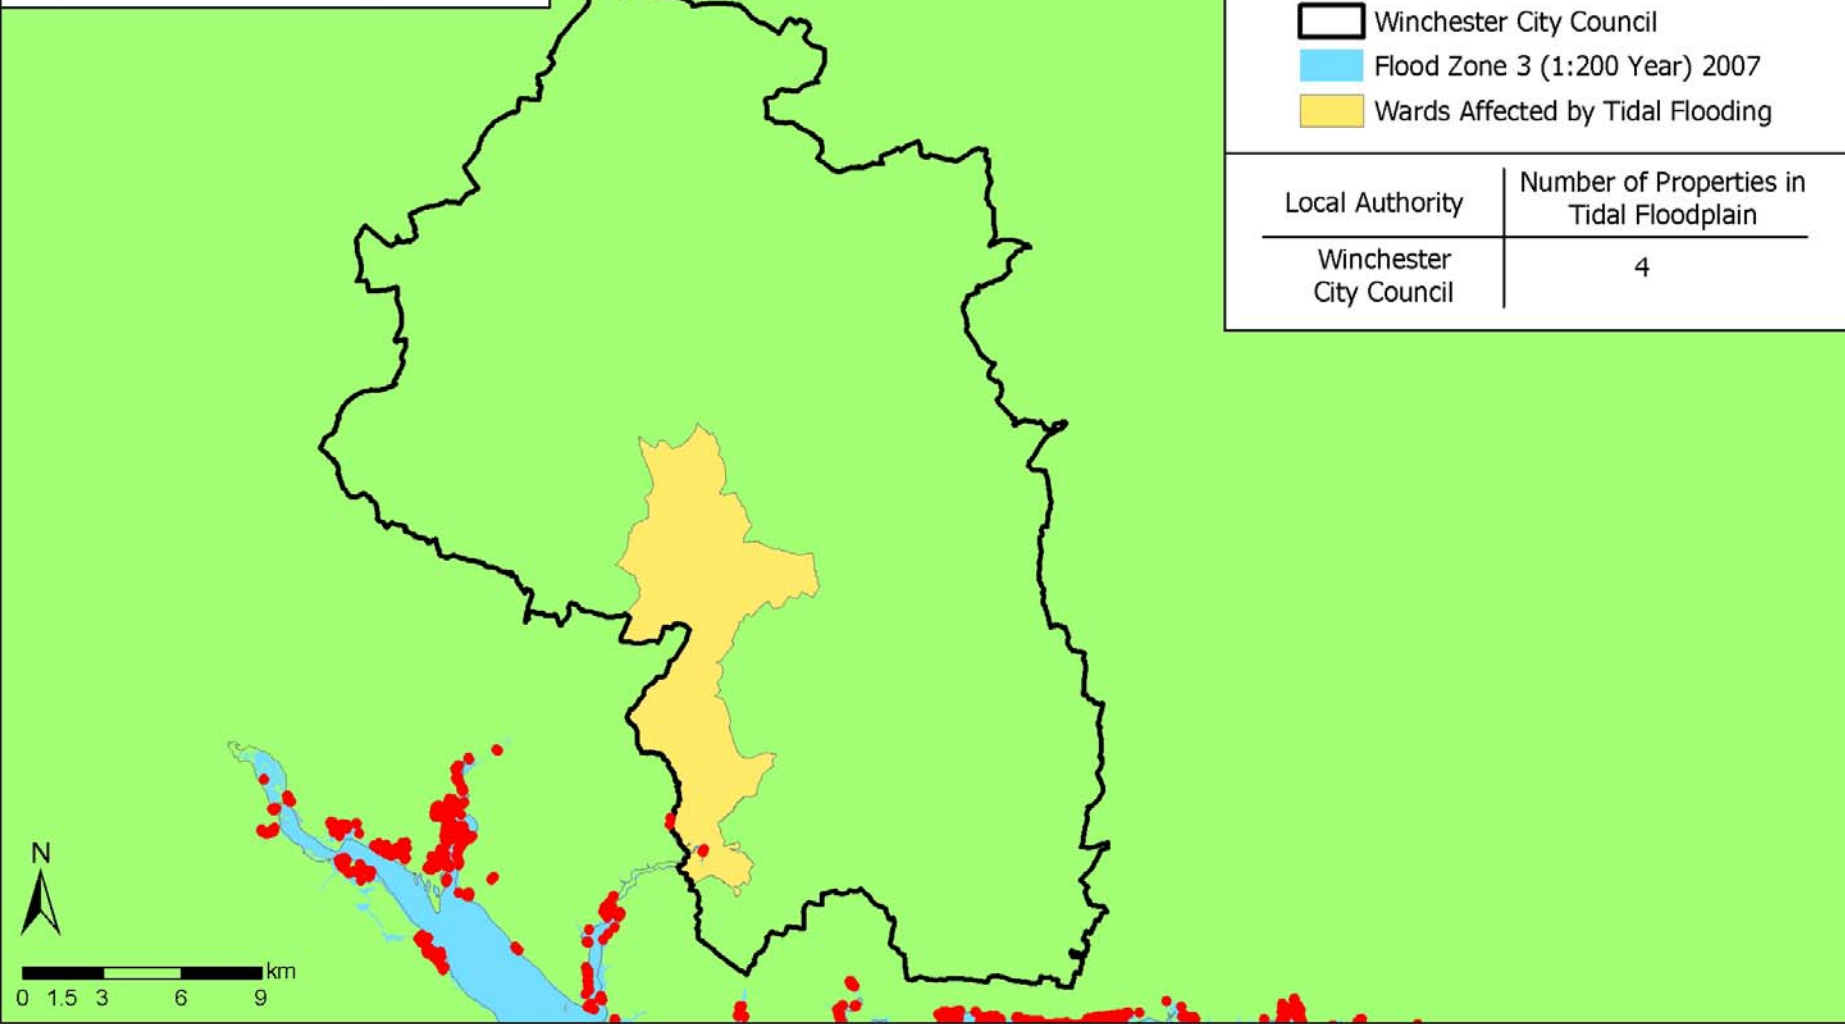 Winchester City Council
Flood Zone 3 (1:200 Year) 2007
Wards Affected by Tidal Flooding
Local Authority
Number of Properties in
Tidal Floodplain
Winchester
City Council
4
N
km
0 1.5 3 6 9